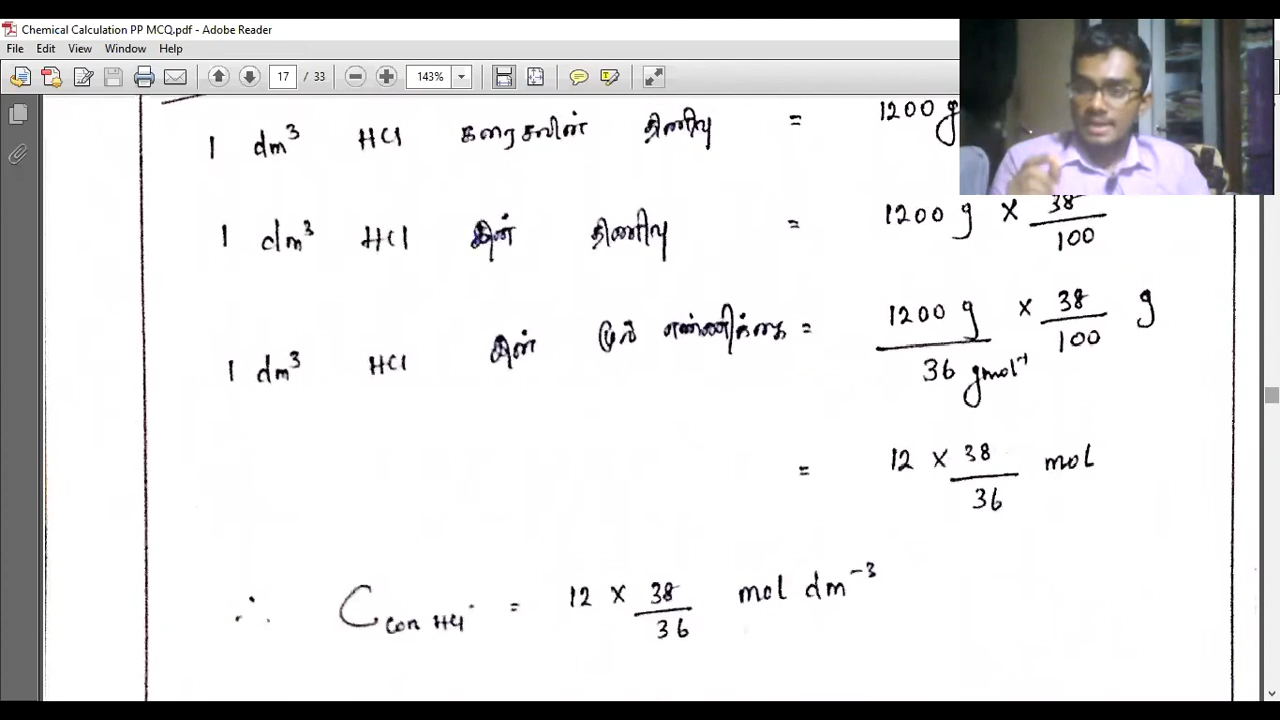 Chemical Calculation PP MCQ.pdf - Adobe Reader
File Edit View Window Help
17 / 33 143%
1 dm³ HCl கரைசலின் திணிவு = 1200 g
1 dm³ HCl இன் திணிவு = 1200 g × 38/100
1 dm³ HCl இன் மூல் எண்ணிக்கை = 1200 g/36 gmol⁻¹ × 38/100 g
= 12 × 38/36 mol
∴ C con HCl = 12 × 38/36 mol dm⁻³